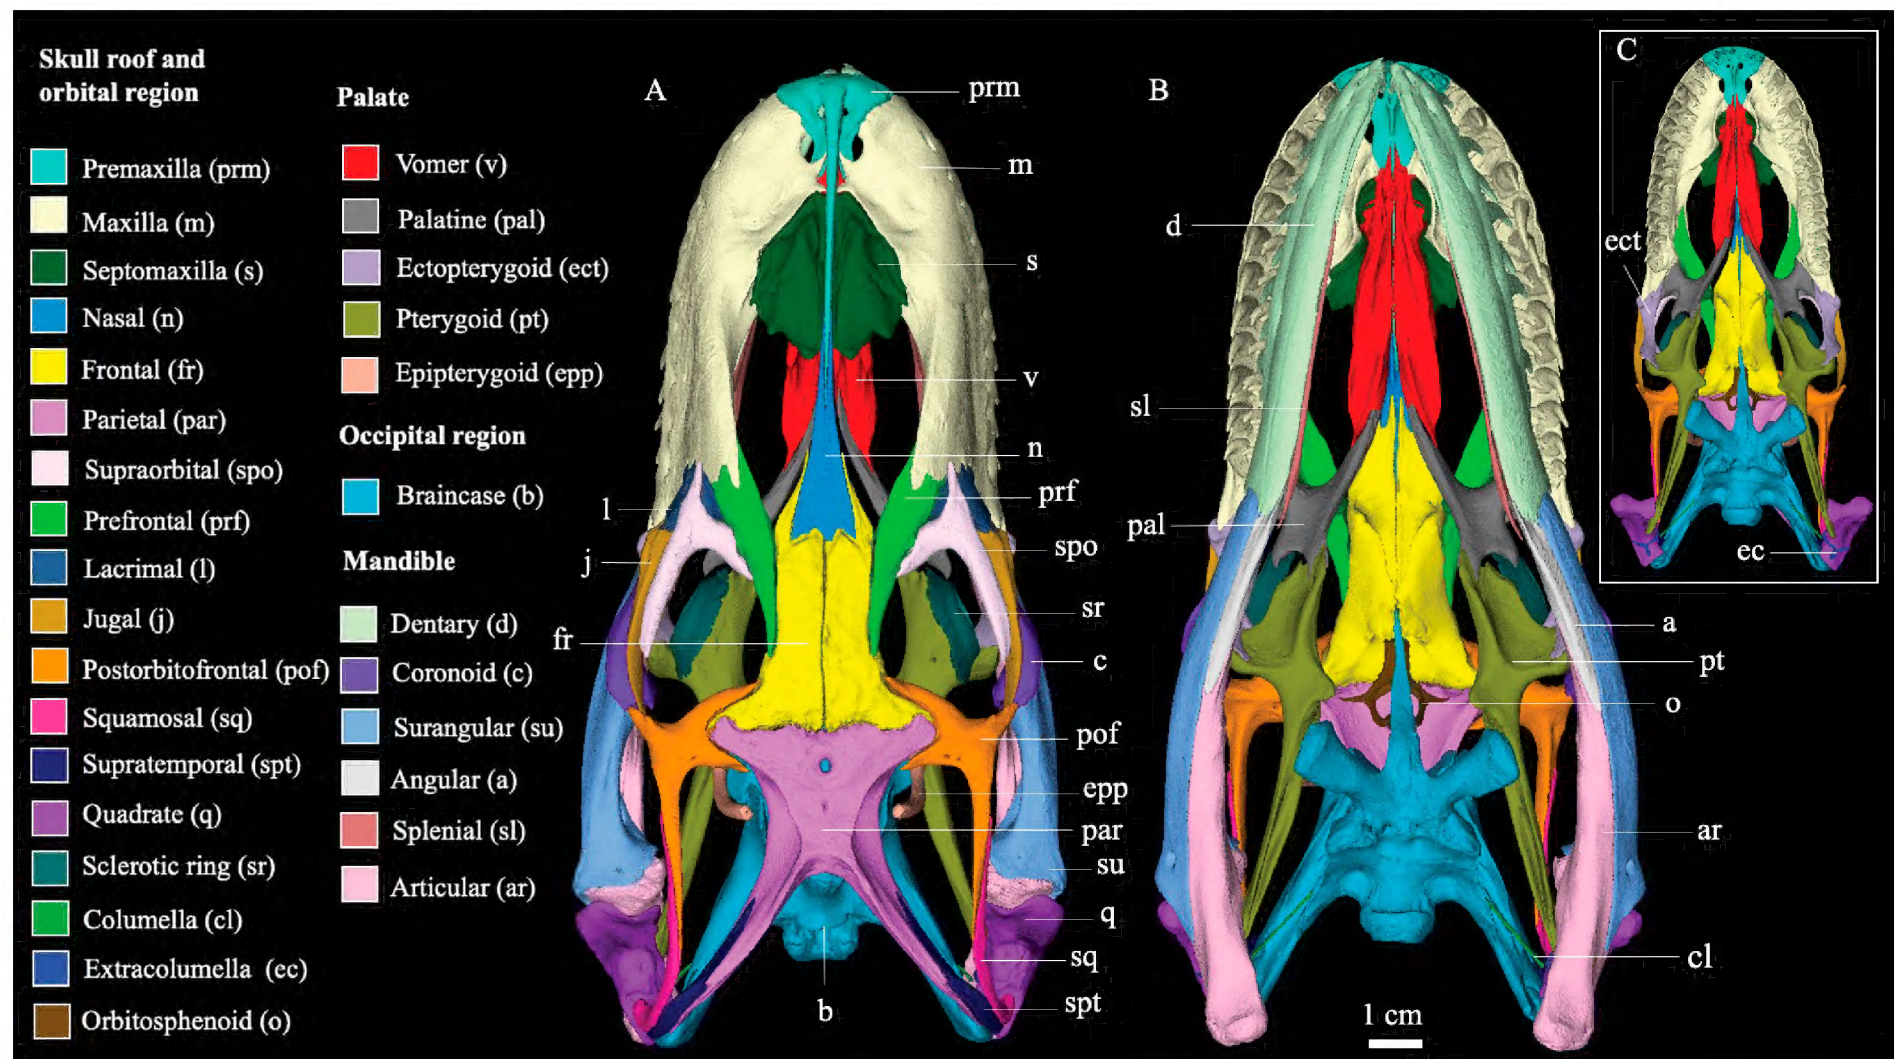 Skull roof and
orbital region
Premaxilla (prm)
Maxilla (m)
Septomaxilla (s)
Nasal (n)
Frontal (fr)
Parietal (par)
Supraorbital (spo)
Prefrontal (prf)
Lacrimal (l)
Jugal (j)
Postorbitofrontal (pof)
Squamosal (sq)
Supratemporal (spt)
Quadrate (q)
Sclerotic ring (sr)
Columella (cl)
Extracolumella (ec)
Orbitosphenoid (o)
Palate
Vomer (v)
Palatine (pal)
Ectopterygoid (ect)
Pterygoid (pt)
Epipterygoid (epp)
Occipital region
Braincase (b)
Mandible
Dentary (d)
Coronoid (c)
Surangular (su)
Angular (a)
Splenial (sl)
Articular (ar)
A
prm
m
s
v
n
prf
l
spo
j
sr
fr
c
pof
epp
par
su
q
sq
spt
b
B
d
sl
pal
a
pt
o
ar
cl
1 cm
C
ect
ec